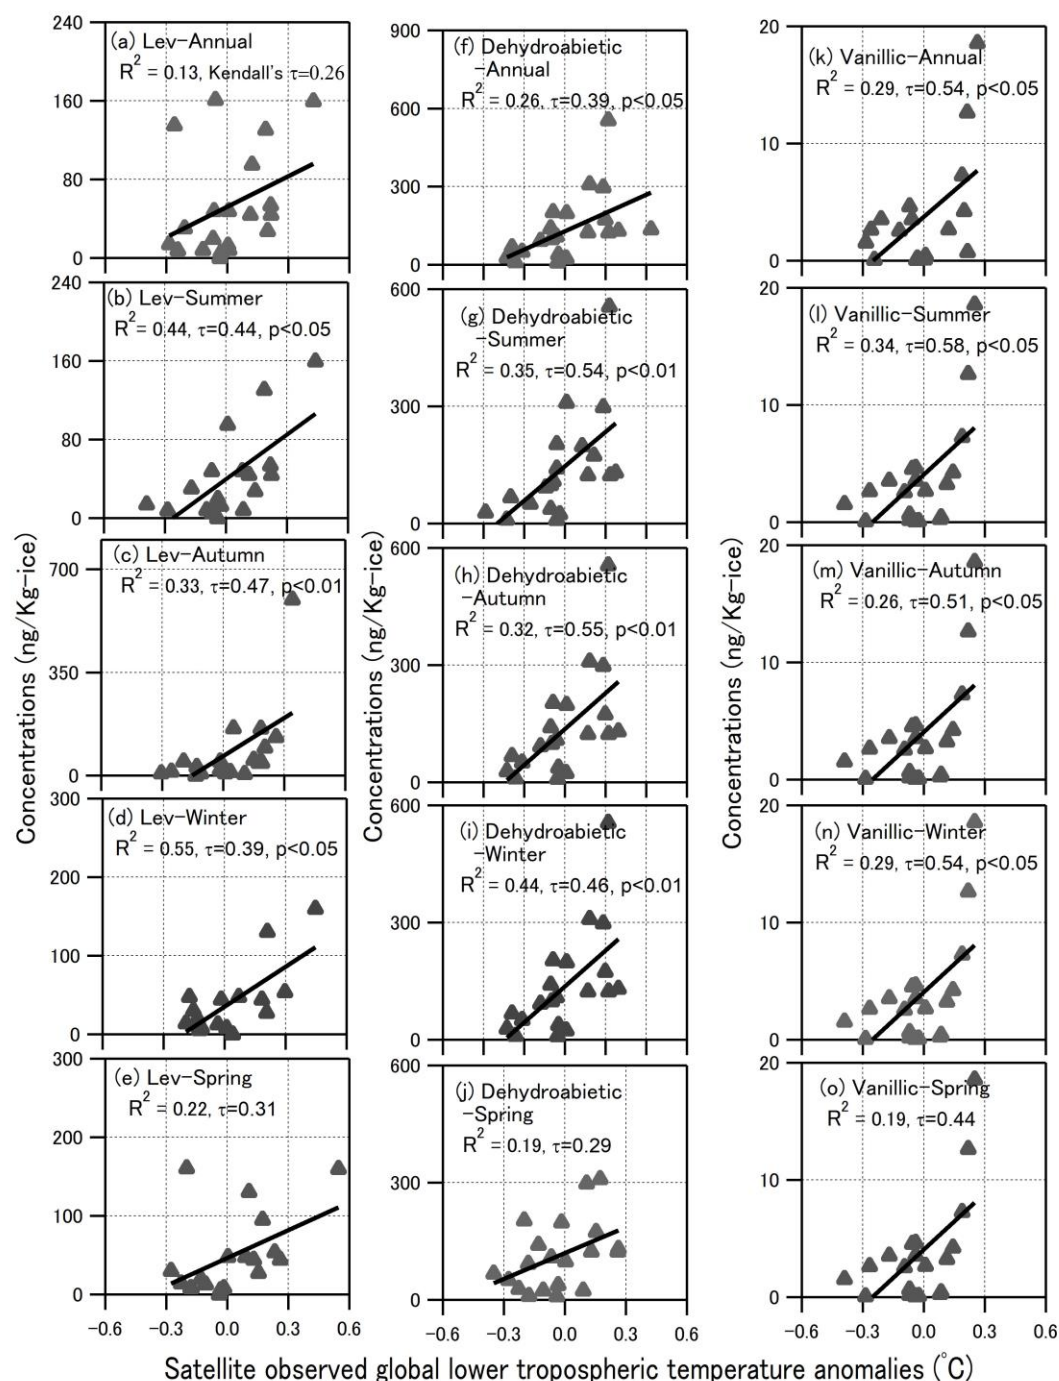 240
160
80
0
(a) Lev-Annual
R² = 0.13, Kendall's τ=0.26
240
160
80
0
(b) Lev-Summer
R²=0.44, τ=0.44, p<0.05
700
350
0
(c) Lev-Autumn
R² = 0.33, τ=0.47, p<0.01
300
200
100
0
(d) Lev-Winter
R² = 0.55, τ=0.39, p<0.05
300
200
100
0
(e) Lev-Spring
R² = 0.22, τ=0.31
-0.6 -0.3 0.0 0.3 0.6
Concentrations (ng/Kg-ice)
900
600
300
0
(f) Dehydroabietic
-Annual
R² = 0.26, τ=0.39, p<0.05
600
300
0
(g) Dehydroabietic
-Summer
R² = 0.35, τ=0.54, p<0.01
600
300
0
(h) Dehydroabietic
-Autumn
R² = 0.32, τ=0.55, p<0.01
600
300
0
(i) Dehydroabietic
-Winter
R² = 0.44, τ=0.46, p<0.01
600
300
0
(j) Dehydroabietic
-Spring
R² = 0.19, τ=0.29
-0.6 -0.3 0.0 0.3 0.6
Concentrations (ng/Kg-ice)
20
10
0
(k) Vanillic-Annual
R² = 0.29, τ=0.54, p<0.05
20
10
0
(l) Vanillic-Summer
R² = 0.34, τ=0.58, p<0.05
20
10
0
(m) Vanillic-Autumn
R² = 0.26, τ=0.51, p<0.05
20
10
0
(n) Vanillic-Winter
R² = 0.29, τ=0.54, p<0.05
20
10
0
(o) Vanillic-Spring
R² = 0.19, τ=0.44
-0.6 -0.3 0.0 0.3 0.6
Concentrations (ng/Kg-ice)
Satellite observed global lower tropospheric temperature anomalies (°C)